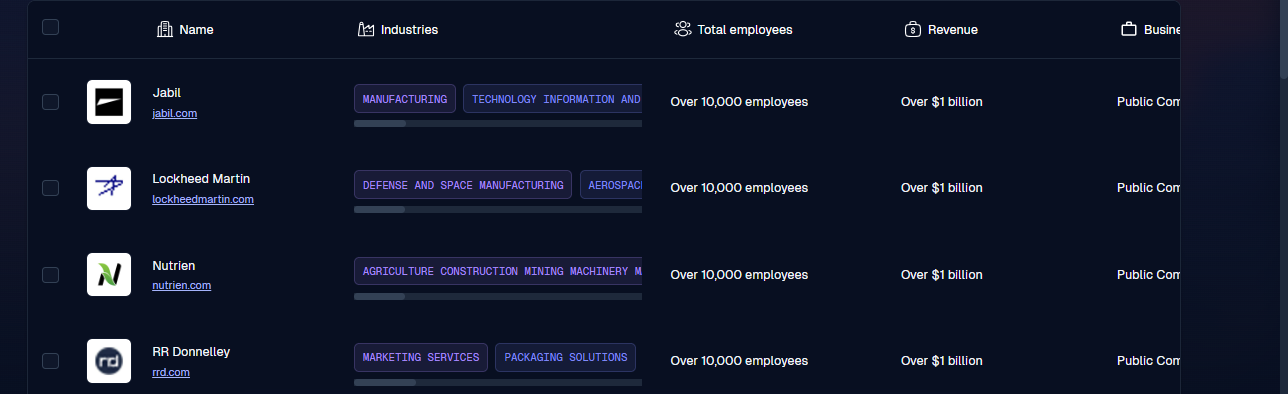 Name Industries Total employees Revenue Busine
Jabil
jabil.com
MANUFACTURING TECHNOLOGY INFORMATION AND
Over 10,000 employees Over $1 billion Public Com
Lockheed Martin
lockheedmartin.com
DEFENSE AND SPACE MANUFACTURING AEROSPAC
Over 10,000 employees Over $1 billion Public Com
Nutrien
nutrien.com
AGRICULTURE CONSTRUCTION MINING MACHINERY M
Over 10,000 employees Over $1 billion Public Com
rd
RR Donnelley
rrd.com
MARKETING SERVICES PACKAGING SOLUTIONS
Over 10,000 employees Over $1 billion Public Com